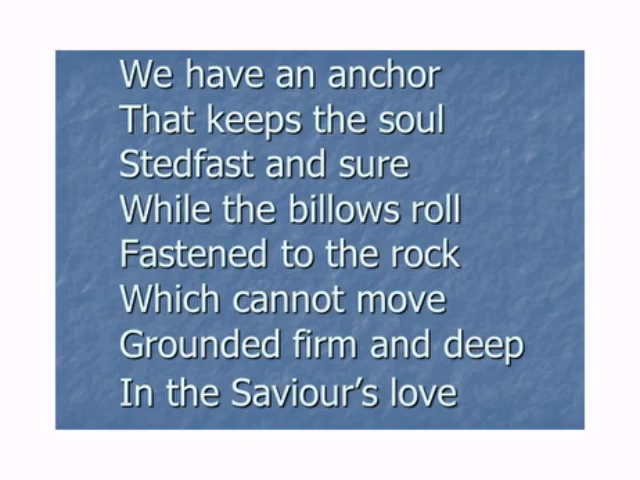 We have an anchor
That keeps the soul
Stedfast and sure
While the billows roll
Fastened to the rock
Which cannot move
Grounded firm and deep
In the Saviour’s love